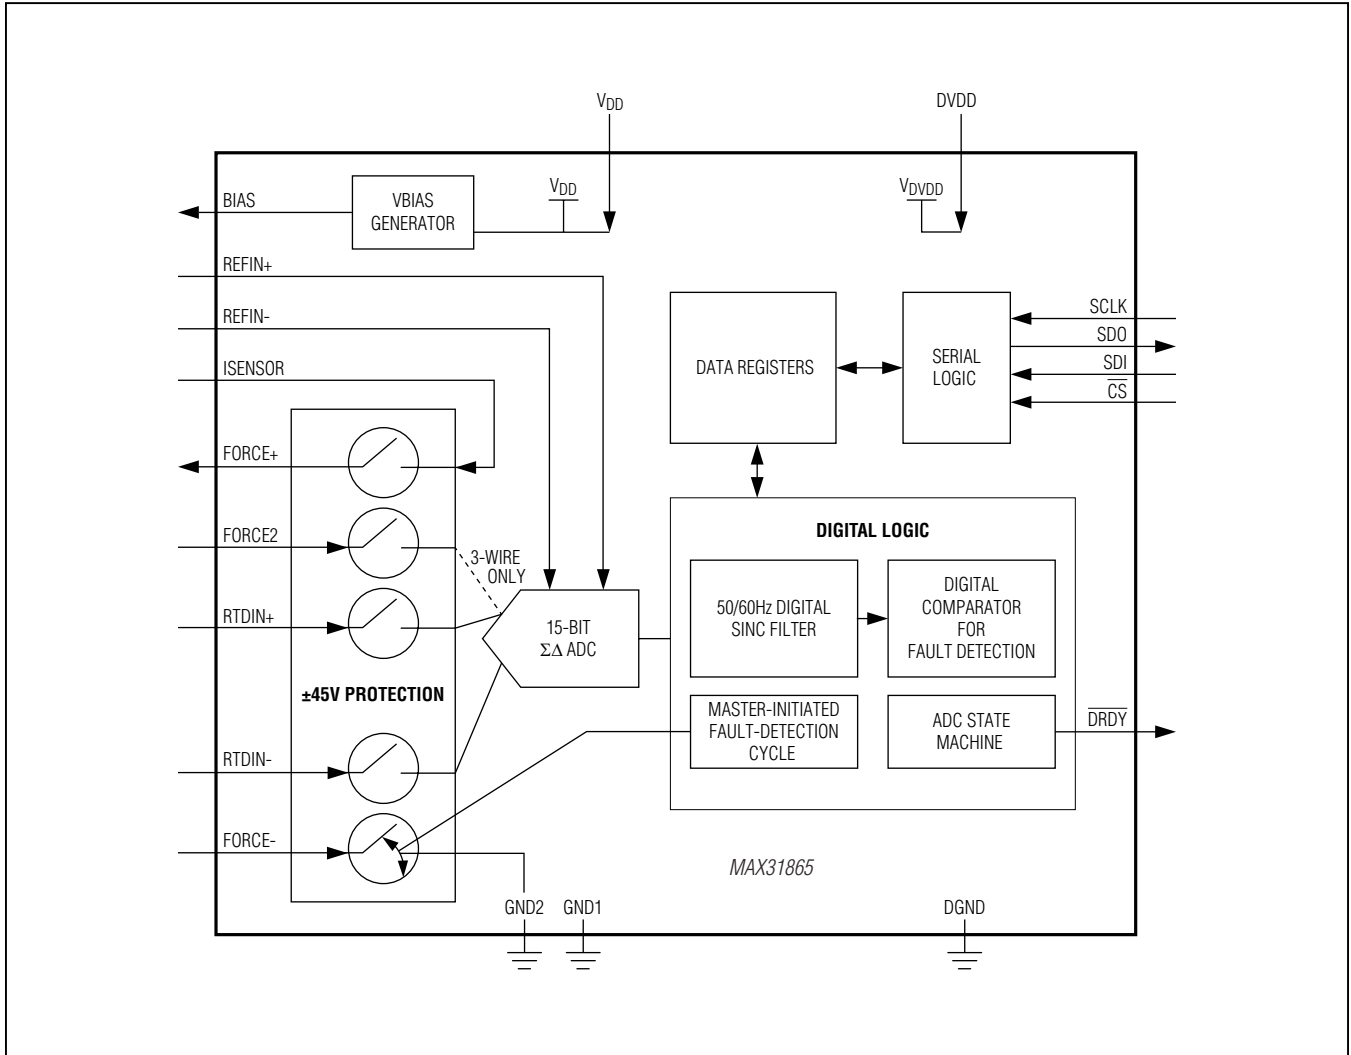 VDD
DVDD
BIAS
VBIAS
GENERATOR
VDD
VDVDD
REFIN+
REFIN-
ISENSOR
DATA REGISTERS
SERIAL
LOGIC
SCLK
SDO
SDI
CS
FORCE+
FORCE2
3-WIRE
ONLY
RTDIN+
±45V PROTECTION
RTDIN-
FORCE-
15-BIT
ΣΔ ADC
DIGITAL LOGIC
50/60Hz DIGITAL
SINC FILTER
DIGITAL
COMPARATOR
FOR
FAULT DETECTION
MASTER-INITIATED
FAULT-DETECTION
CYCLE
ADC STATE
MACHINE
DRDY
MAX31865
GND2
GND1
DGND